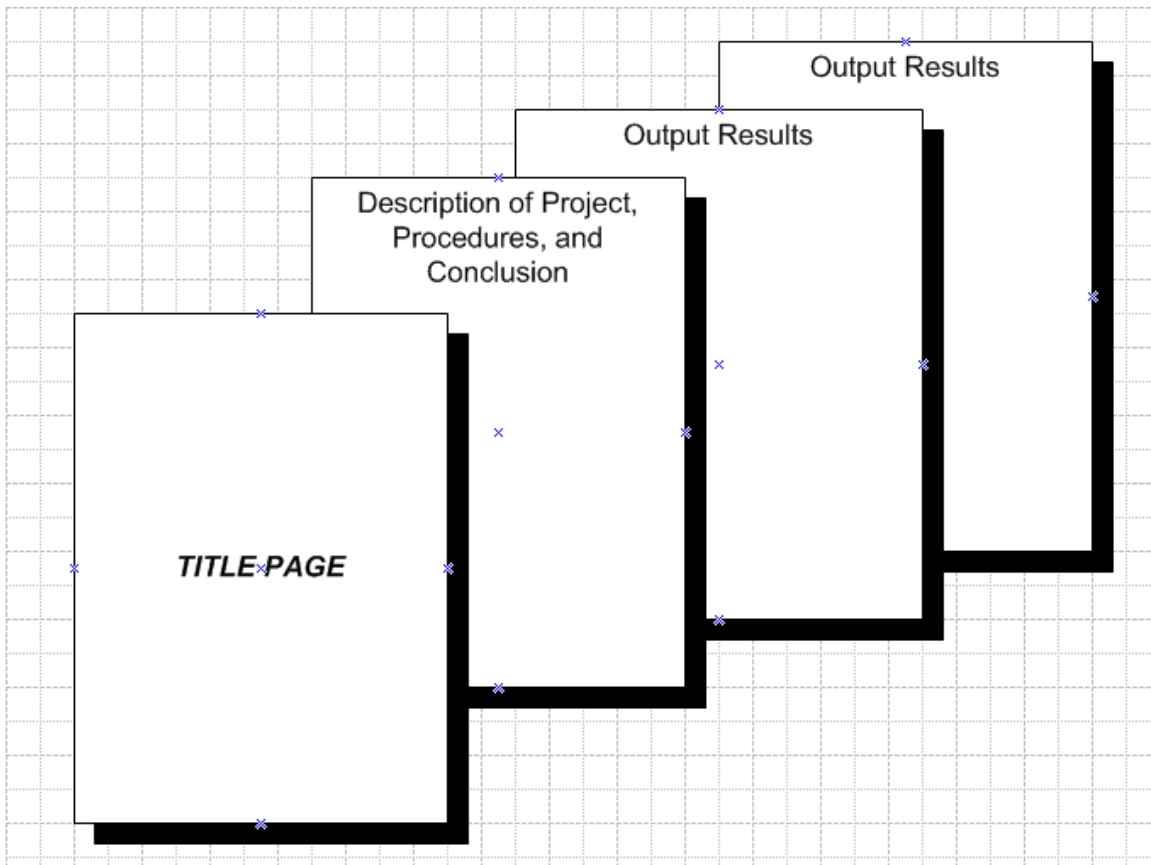 Output Results
Output Results
Description of Project,
Procedures, and
Conclusion
TITLE PAGE